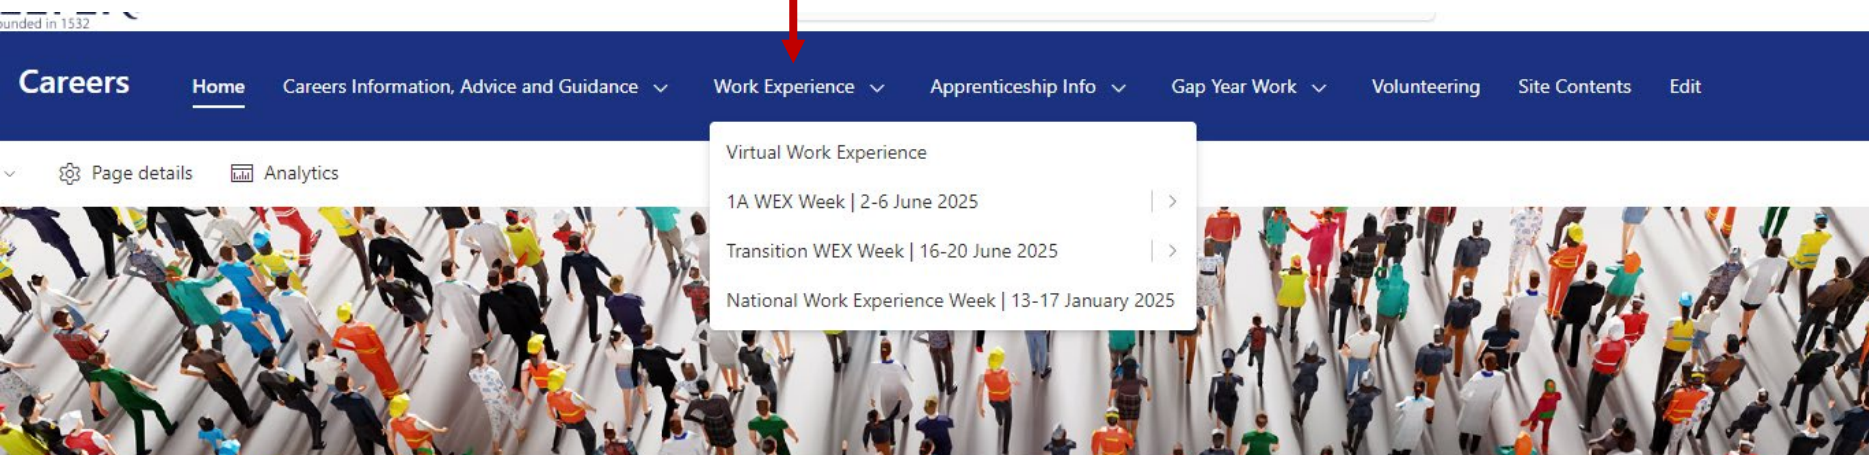 ounded in 1532
Careers
Home
Careers Information, Advice and Guidance
Work Experience
Apprenticeship Info
Gap Year Work
Volunteering
Site Contents
Edit
Page details
Analytics
Virtual Work Experience
1A WEX Week | 2-6 June 2025
Transition WEX Week | 16-20 June 2025
National Work Experience Week | 13-17 January 2025